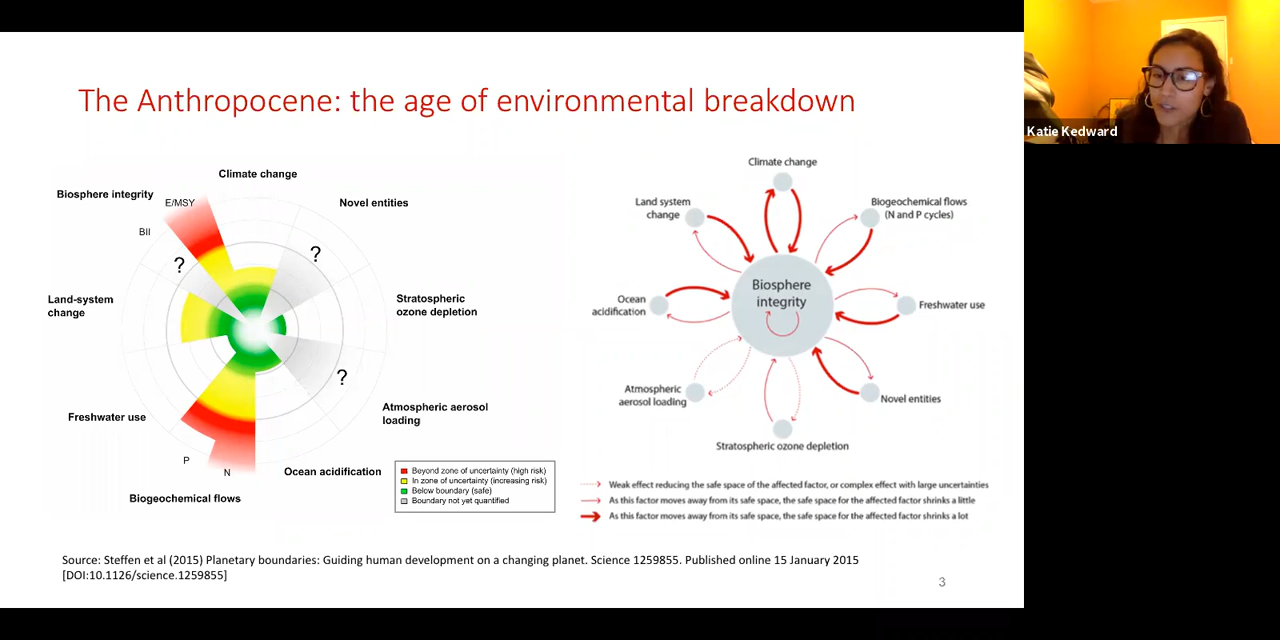 The Anthropocene: the age of environmental breakdown
Climate change
Biosphere integrity
E/MSY
Novel entities
BII
?
?
Land-system
change
Stratospheric
ozone depletion
?
Freshwater use
Atmospheric aerosol
loading
P
N
Ocean acidification
Biogeochemical flows
Beyond zone of uncertainty (high risk)
In zone of uncertainty (increasing risk)
Below boundary (safe)
Boundary not yet quantified
Climate change
Land system
change
Biogeochemical flows
(N and P cycles)
Biosphere
integrity
Ocean
acidification
Freshwater use
Atmospheric
aerosol loading
Novel entities
Stratospheric ozone depletion
Weak effect reducing the safe space of the affected factor, or complex effect with large uncertainties
As this factor moves away from its safe space, the safe space for the affected factor shrinks a little
As this factor moves away from its safe space, the safe space for the affected factor shrinks a lot
Source: Steffen et al (2015) Planetary boundaries: Guiding human development on a changing planet. Science 1259855. Published online 15 January 2015
[DOI:10.1126/science.1259855]
3
Katie Kedward